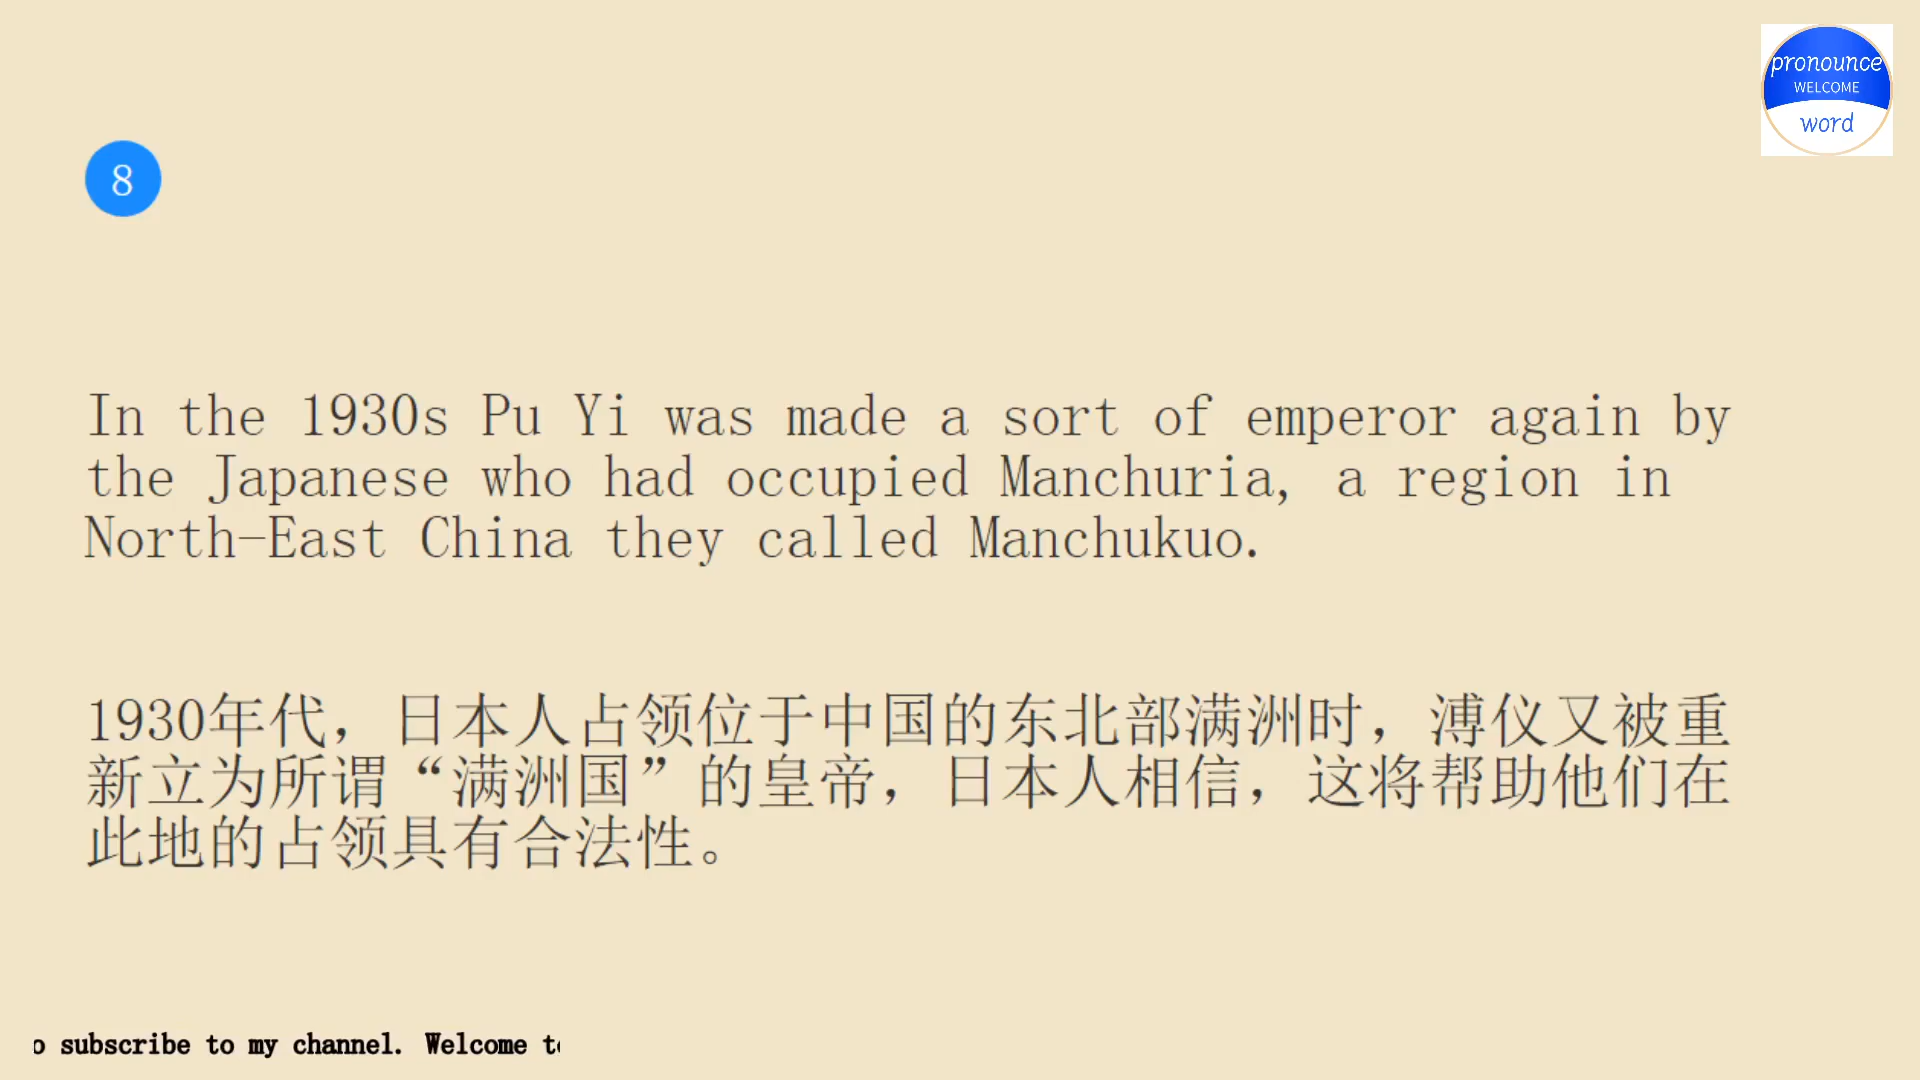 pronounce
WELCOME
word
8
In the 1930s Pu Yi was made a sort of emperor again by
the Japanese who had occupied Manchuria, a region in
North-East China they called Manchukuo.
1930年代，日本人占领位于中国的东北部满洲时，溥仪又被重
新立为所谓“满洲国”的皇帝，日本人相信，这将帮助他们在
此地的占领具有合法性。
o subscribe to my channel. Welcome to